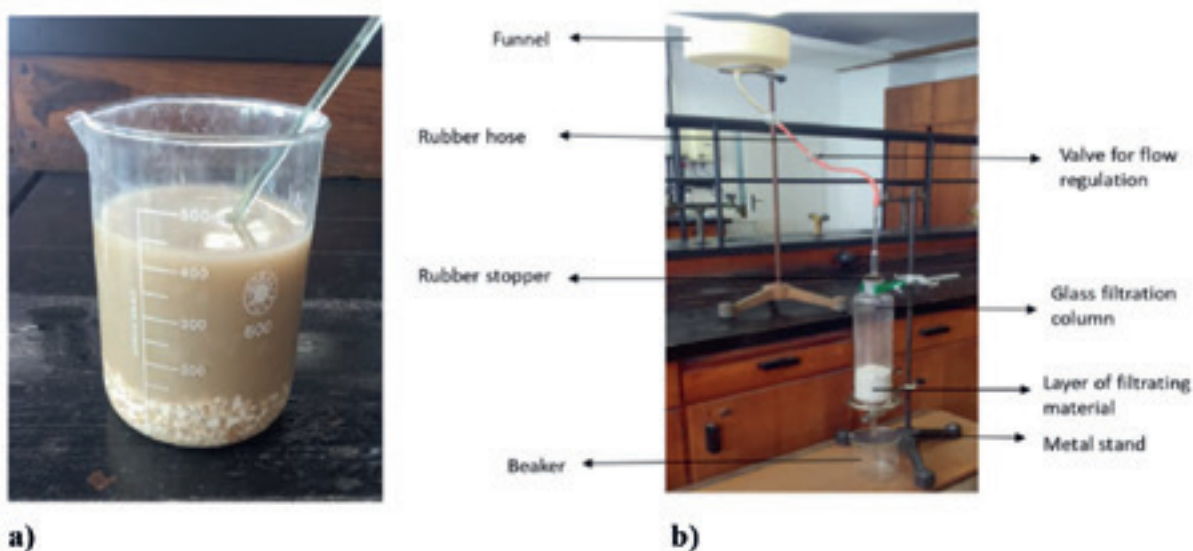 Funnel
Rubber hose
Valve for flow
regulation
Rubber stopper
Glass filtration
column
Layer of filtrating
material
Metal stand
Beaker
500
400
300
200
600
a)
b)